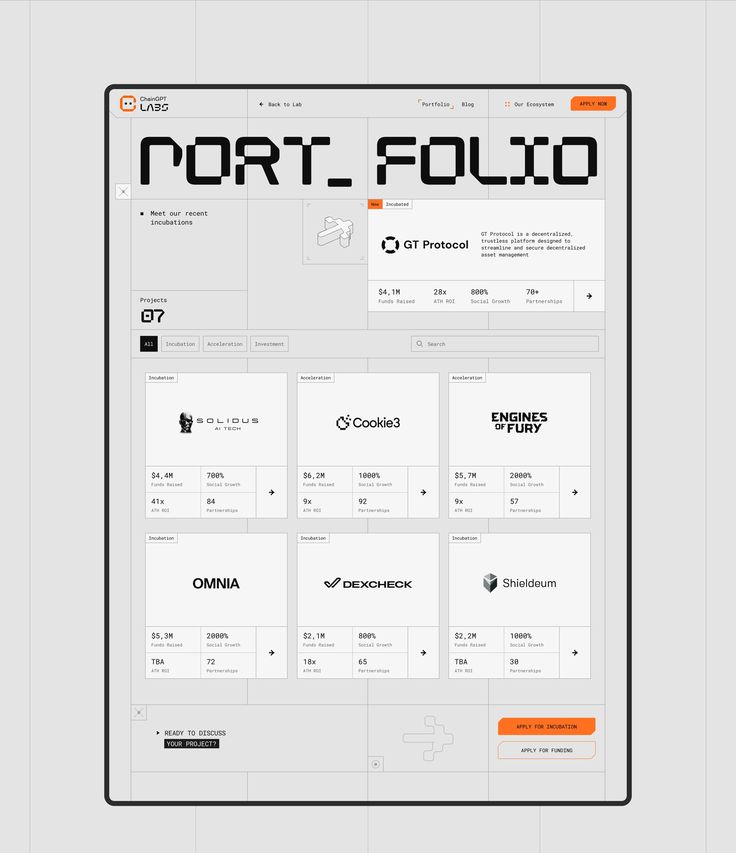 ChainGPT
LABS
← Back to Lab
Portfolio
Blog
Our Ecosystem
APPLY NOW
PORT_ FOLIO
Meet our recent
incubations
New
Incubated
GT Protocol
GT Protocol is a decentralized,
trustless platform designed to
streamline and secure decentralized
asset management
$4,1M
28x
800%
70+
Funds Raised
ATH ROI
Social Growth
Partnerships
Projects
07
All
Incubation
Acceleration
Investment
Search
Incubation
SOLIDUS
AI TECH
$4,4M
700%
Funds Raised
Social Growth
41x
84
ATH ROI
Partnerships
Acceleration
Cookie3
$6,2M
1000%
Funds Raised
Social Growth
9x
92
ATH ROI
Partnerships
Acceleration
ENGINES
OF FURY
$5,7M
2000%
Funds Raised
Social Growth
9x
57
ATH ROI
Partnerships
Incubation
OMNIA
$5,3M
2000%
Funds Raised
Social Growth
TBA
72
ATH ROI
Partnerships
Incubation
DEXCHECK
$2,1M
800%
Funds Raised
Social Growth
18x
65
ATH ROI
Partnerships
Incubation
Shieldeum
$2,2M
1000%
Funds Raised
Social Growth
TBA
30
ATH ROI
Partnerships
READY TO DISCUSS
YOUR PROJECT?
APPLY FOR INCUBATION
APPLY FOR FUNDING